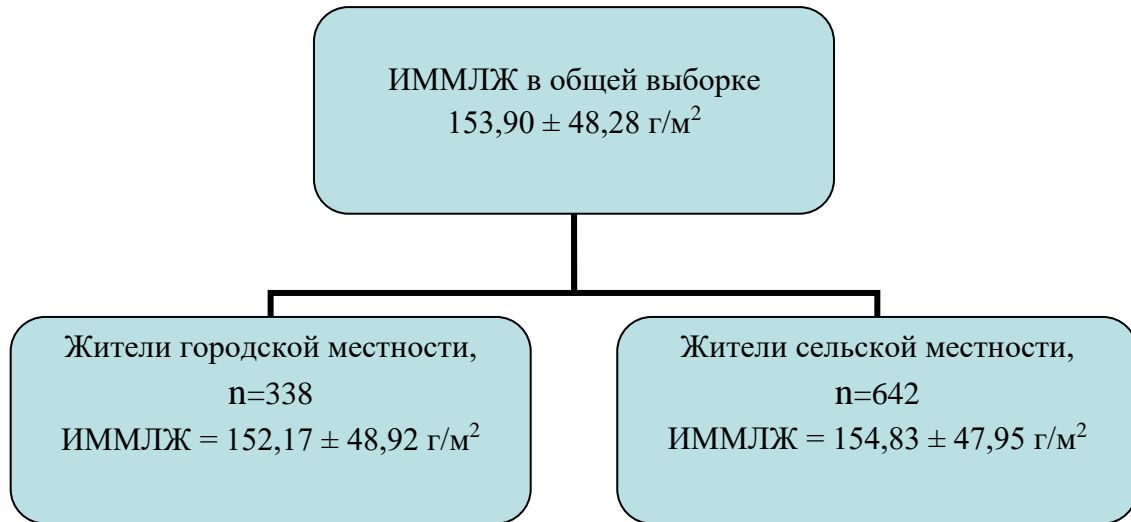 ИММЛЖ в общей выборке
153,90 ± 48,28 г/м²
Жители городской местности,
n=338
ИММЛЖ = 152,17 ± 48,92 г/м²
Жители сельской местности,
n=642
ИММЛЖ = 154,83 ± 47,95 г/м²